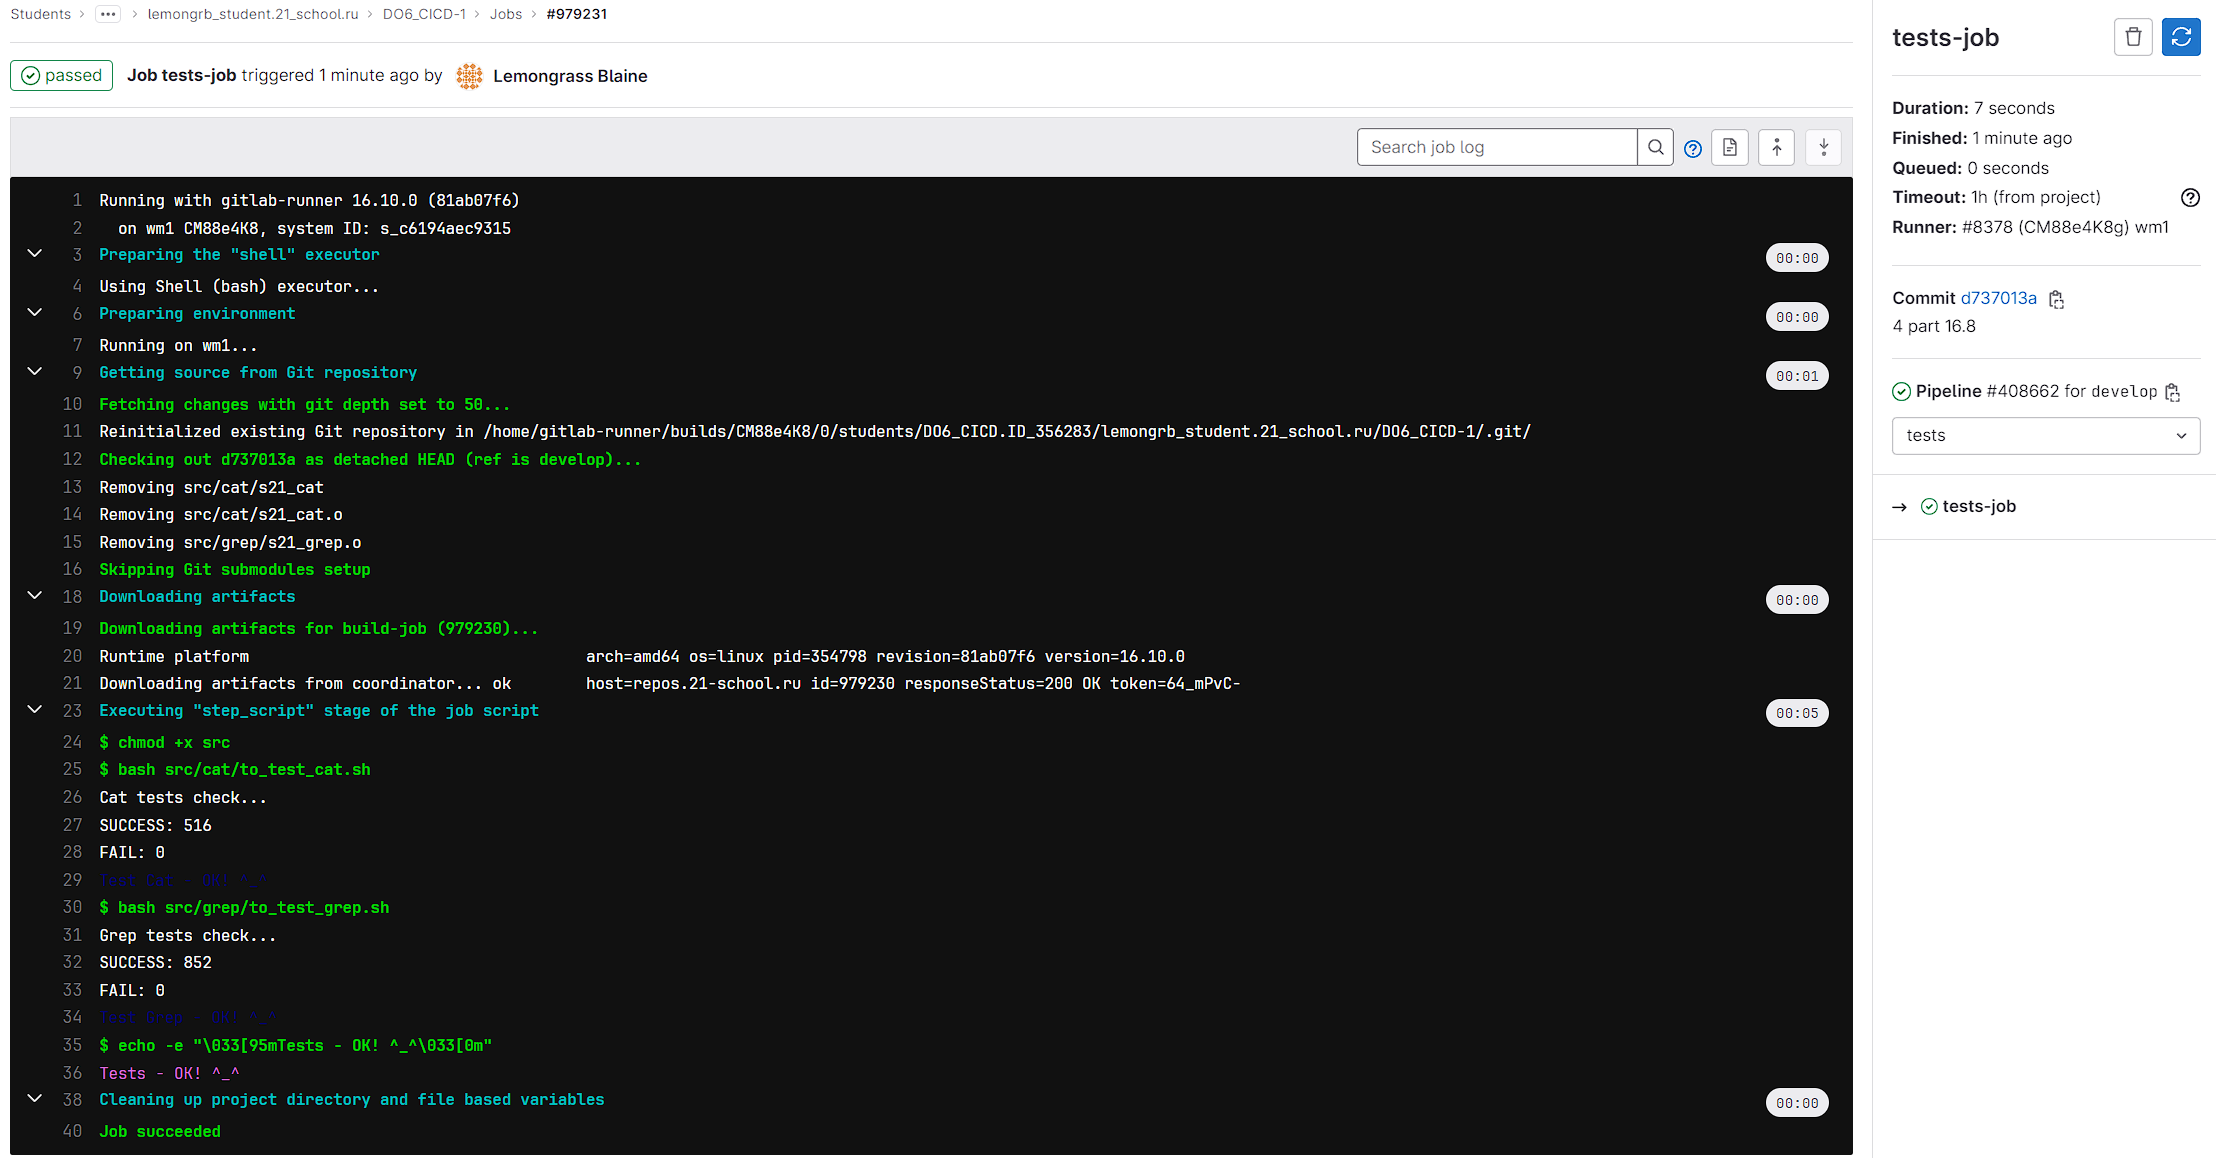 Students > ... > lemongrb_student.21_school.ru > DO6_CICD-1 > Jobs > #979231
passed Job tests-job triggered 1 minute ago by Lemongrass Blaine
Search job log
1 Running with gitlab-runner 16.10.0 (81ab07f6)
2 on wm1 CM88e4K8, system ID: s_c6194aec9315
3 Preparing the "shell" executor 00:00
4 Using Shell (bash) executor...
6 Preparing environment 00:00
7 Running on wm1...
9 Getting source from Git repository 00:01
10 Fetching changes with git depth set to 50...
11 Reinitialized existing Git repository in /home/gitlab-runner/builds/CM88e4K8/0/students/DO6_CICD.ID_356283/lemongrb_student.21_school.ru/DO6_CICD-1/.git/
12 Checking out d737013a as detached HEAD (ref is develop)...
13 Removing src/cat/s21_cat
14 Removing src/cat/s21_cat.o
15 Removing src/grep/s21_grep.o
16 Skipping Git submodules setup
18 Downloading artifacts 00:00
19 Downloading artifacts for build-job (979230)...
20 Runtime platform arch=amd64 os=linux pid=354798 revision=81ab07f6 version=16.10.0
21 Downloading artifacts from coordinator... ok host=repos.21-school.ru id=979230 responseStatus=200 OK token=64_mPvC-
23 Executing "step_script" stage of the job script 00:05
24 $ chmod +x src
25 $ bash src/cat/to_test_cat.sh
26 Cat tests check...
27 SUCCESS: 516
28 FAIL: 0
29 Test Cat - OK! ^_^
30 $ bash src/grep/to_test_grep.sh
31 Grep tests check...
32 SUCCESS: 852
33 FAIL: 0
34 Test Grep - OK! ^_^
35 $ echo -e "\033[95mTests - OK! ^_^\033[0m"
36 Tests - OK! ^_^
38 Cleaning up project directory and file based variables 00:00
40 Job succeeded
tests-job
Duration: 7 seconds
Finished: 1 minute ago
Queued: 0 seconds
Timeout: 1h (from project)
Runner: #8378 (CM88e4K8g) wm1
Commit d737013a
4 part 16.8
Pipeline #408662 for develop
tests
→ tests-job